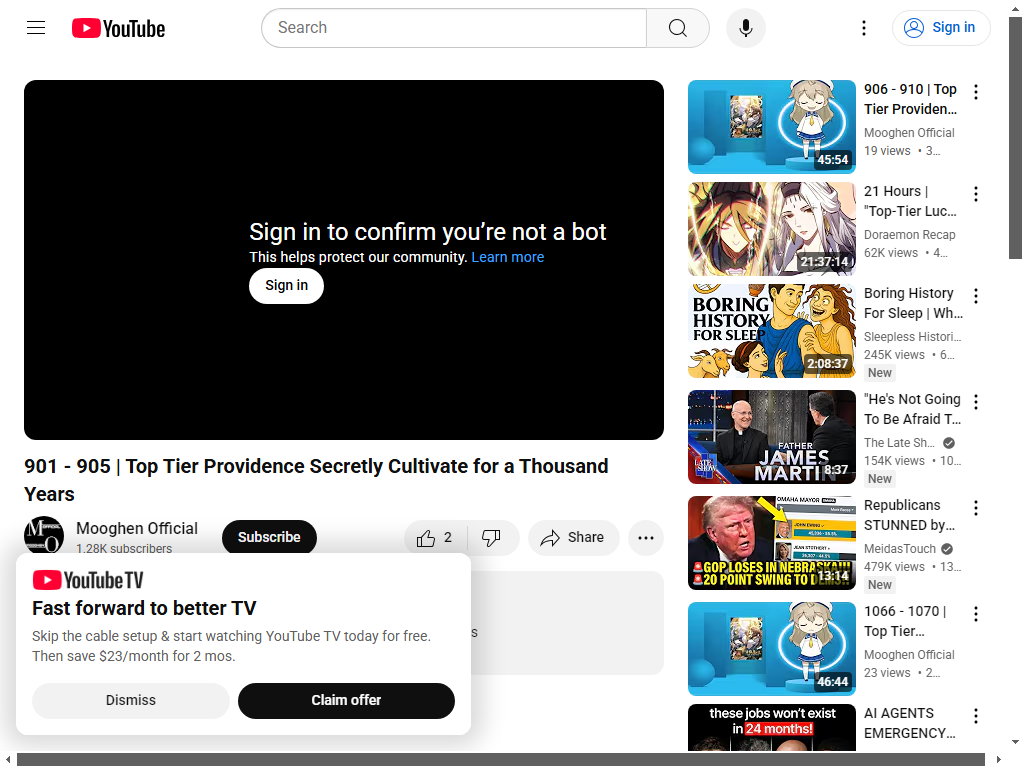 YouTube
Search
Sign in
Sign in to confirm you're not a bot
This helps protect our community. Learn more
Sign in
901 - 905 | Top Tier Providence Secretly Cultivate for a Thousand
Years
Mooghen Official
1.28K subscribers
Subscribe
2
Share
YouTube TV
Fast forward to better TV
Skip the cable setup & start watching YouTube TV today for free.
Then save $23/month for 2 mos.
Dismiss
Claim offer
s
45:54
906 - 910 | Top
Tier Providen...
Mooghen Official
19 views • 3...
21:37:14
21 Hours |
"Top-Tier Luc...
Doraemon Recap
62K views • 4...
BORING
HISTORY
FOR SLEEP
2:08:37
Boring History
For Sleep | Wh...
Sleepless Histori...
245K views • 6...
New
LATE SHOW
FATHER
JAMES
MARTIN
8:37
"He's Not Going
To Be Afraid T...
The Late Sh...
154K views • 10...
New
OMAHA MAYOR
JOHN EWING
JEAN STOTHERT
GOP LOSES IN NEBRASKA!!!
20 POINT SWING TO DEMS!!
13:14
Republicans
STUNNED by...
MeidasTouch
479K views • 13...
New
46:44
1066 - 1070 |
Top Tier...
Mooghen Official
23 views • 2...
these jobs won't exist
in 24 months!
AI AGENTS
EMERGENCY...